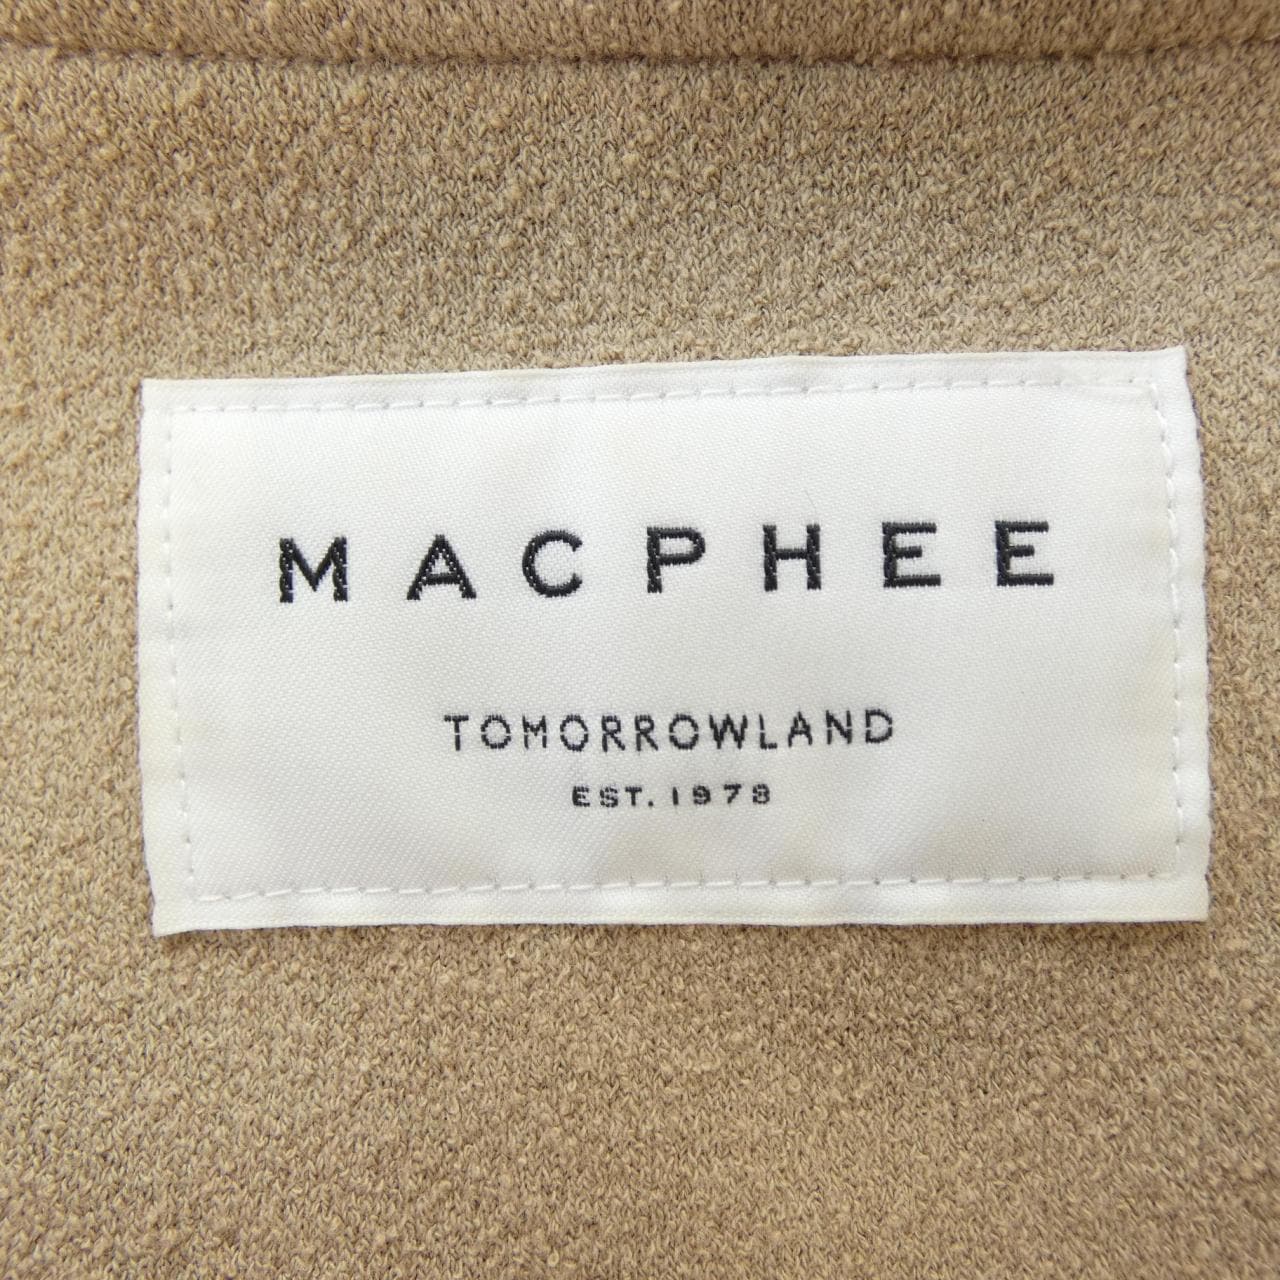 MACPHEE
TOMORROWLAND
EST. 1978